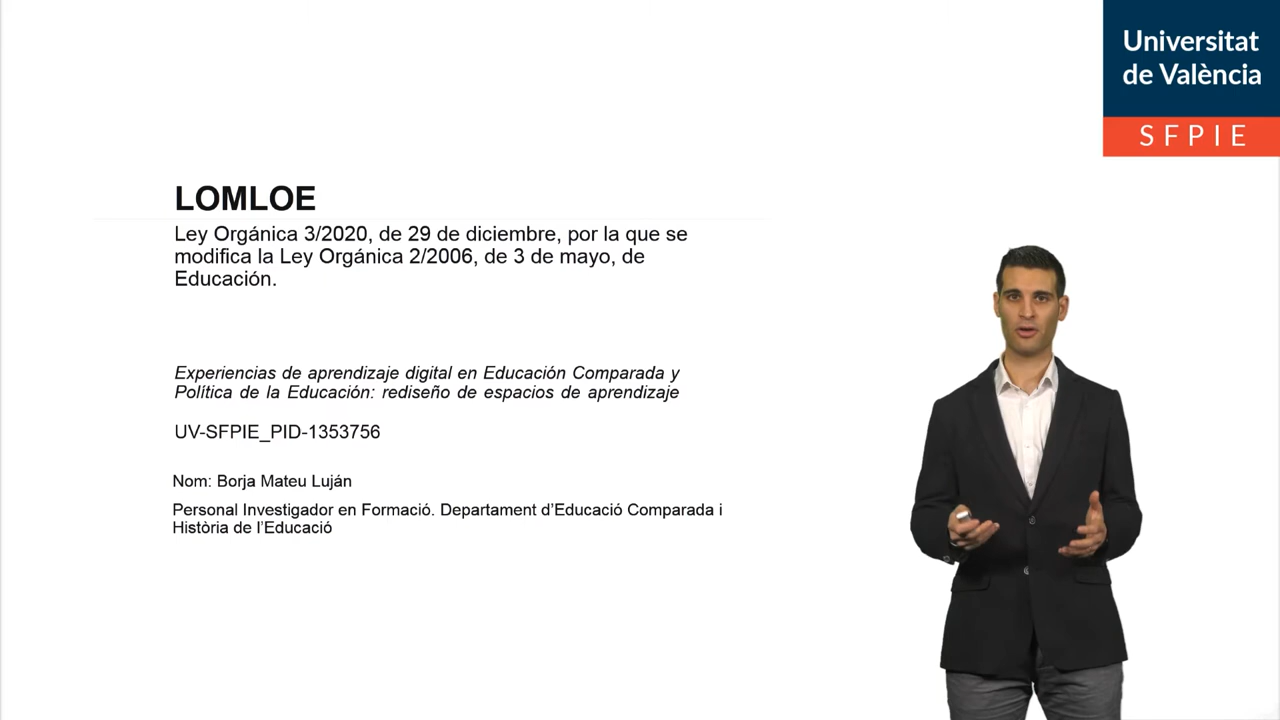 Universitat
de València
SFPIE
LOMLOE
Ley Orgánica 3/2020, de 29 de diciembre, por la que se
modifica la Ley Orgánica 2/2006, de 3 de mayo, de
Educación.
Experiencias de aprendizaje digital en Educación Comparada y
Política de la Educación: rediseño de espacios de aprendizaje
UV-SFPIE_PID-1353756
Nom: Borja Mateu Luján
Personal Investigador en Formació. Departament d’Educació Comparada i
Història de l’Educació